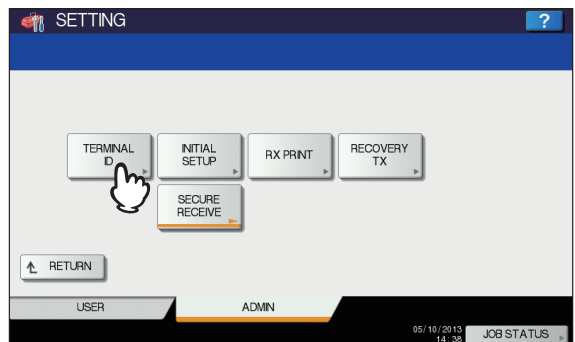 SETTING
?
TERMINAL
ID
INITIAL
SETUP
RX PRINT
RECOVERY
TX
SECURE
RECEIVE
RETURN
USER
ADMIN
05/10/2013
14:38
JOB STATUS